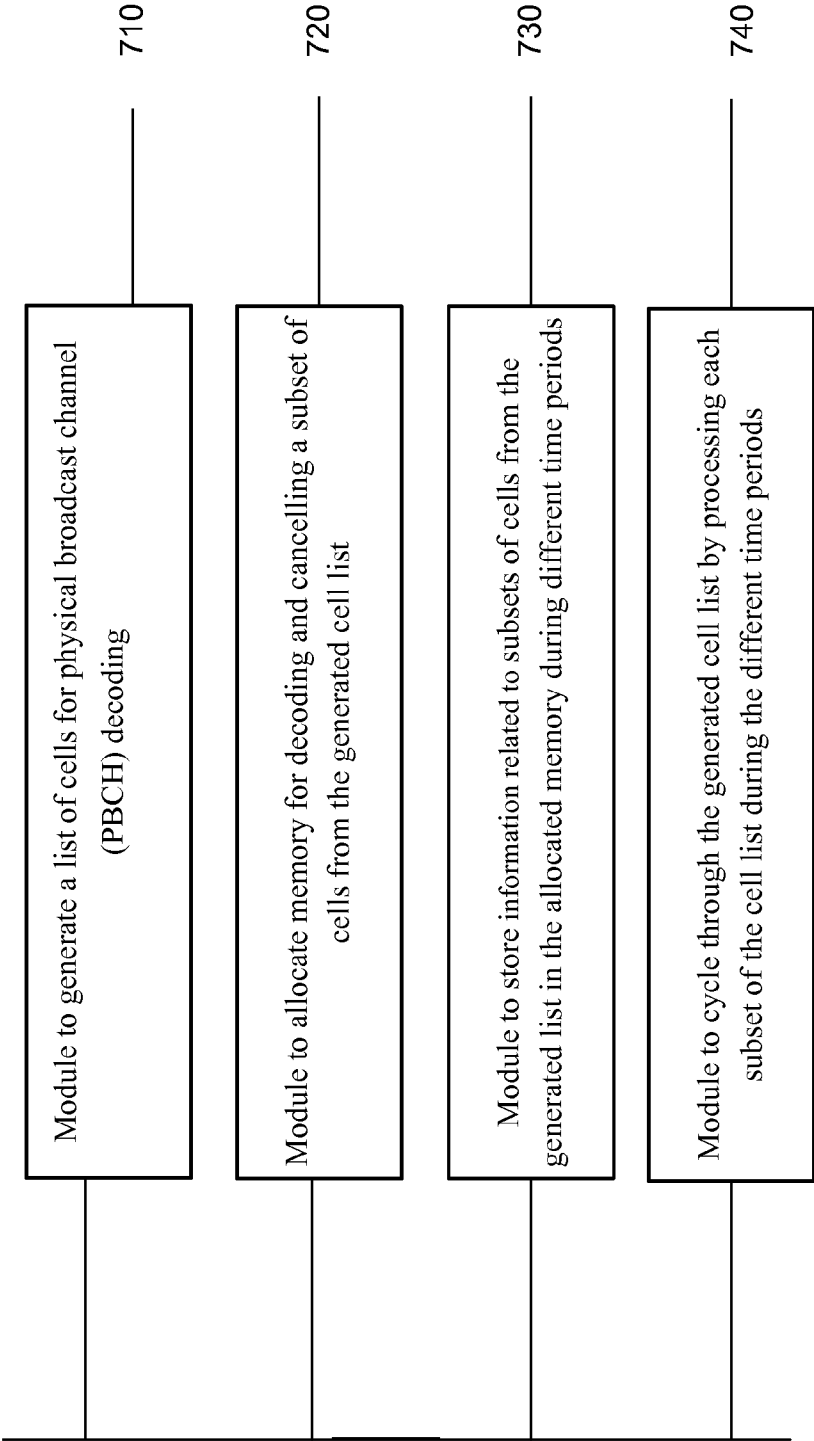 Module to generate a list of cells for physical broadcast channel
(PBCH) decoding
710
Module to allocate memory for decoding and cancelling a subset of
cells from the generated cell list
720
Module to store information related to subsets of cells from the
generated list in the allocated memory during different time periods
730
Module to cycle through the generated cell list by processing each
subset of the cell list during the different time periods
740